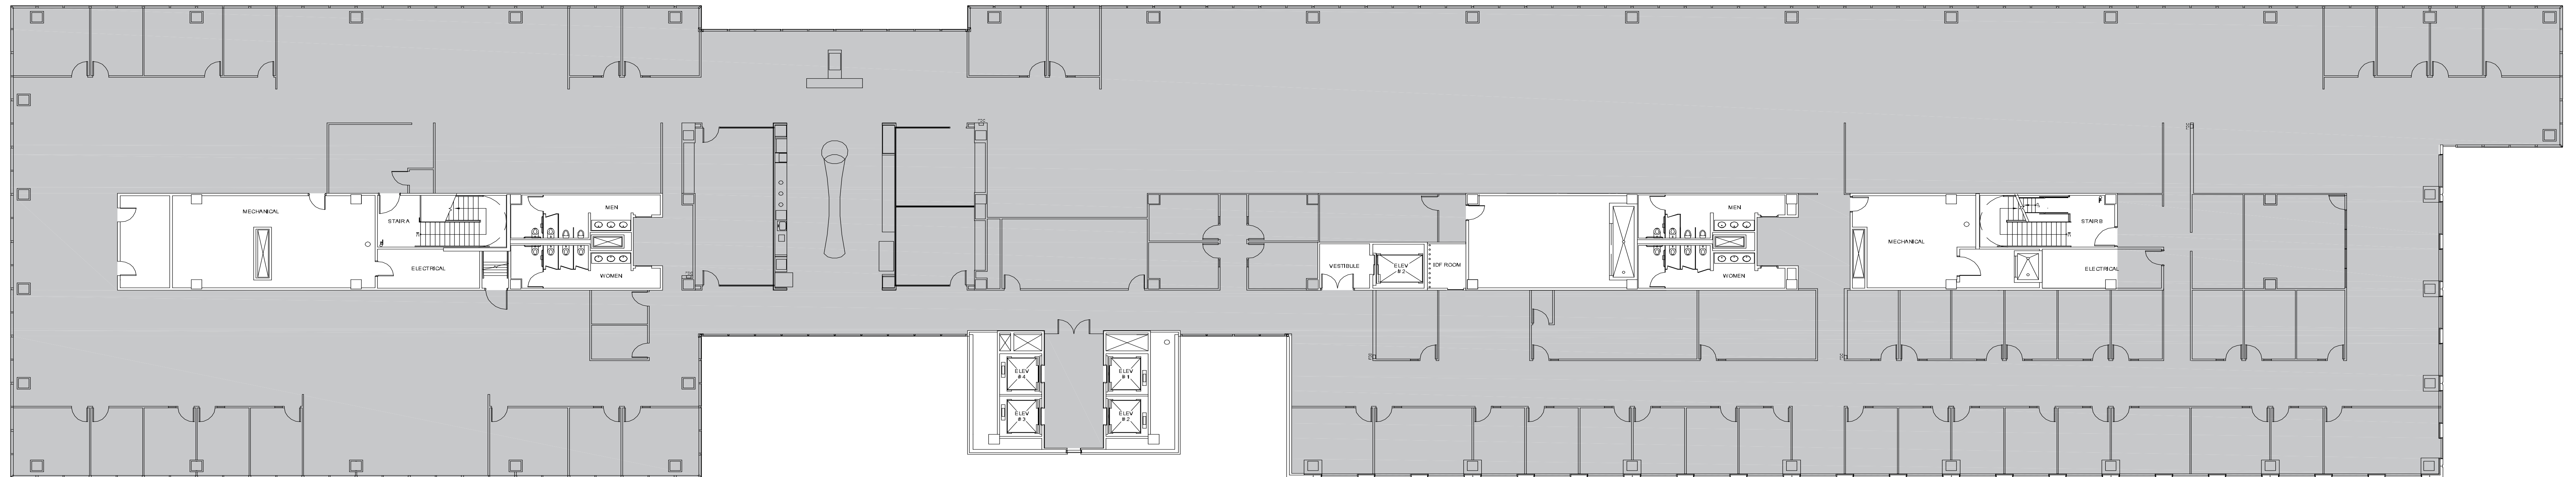 MECHANICAL
STAIR A
ELECTRICAL
MEN
WOMEN
ELEV
#4
ELEV
#3
ELEV
#1
ELEV
#2
VESTIBULE
ELEV
#2
IDF ROOM
MEN
WOMEN
MECHANICAL
STAIR B
ELECTRICAL